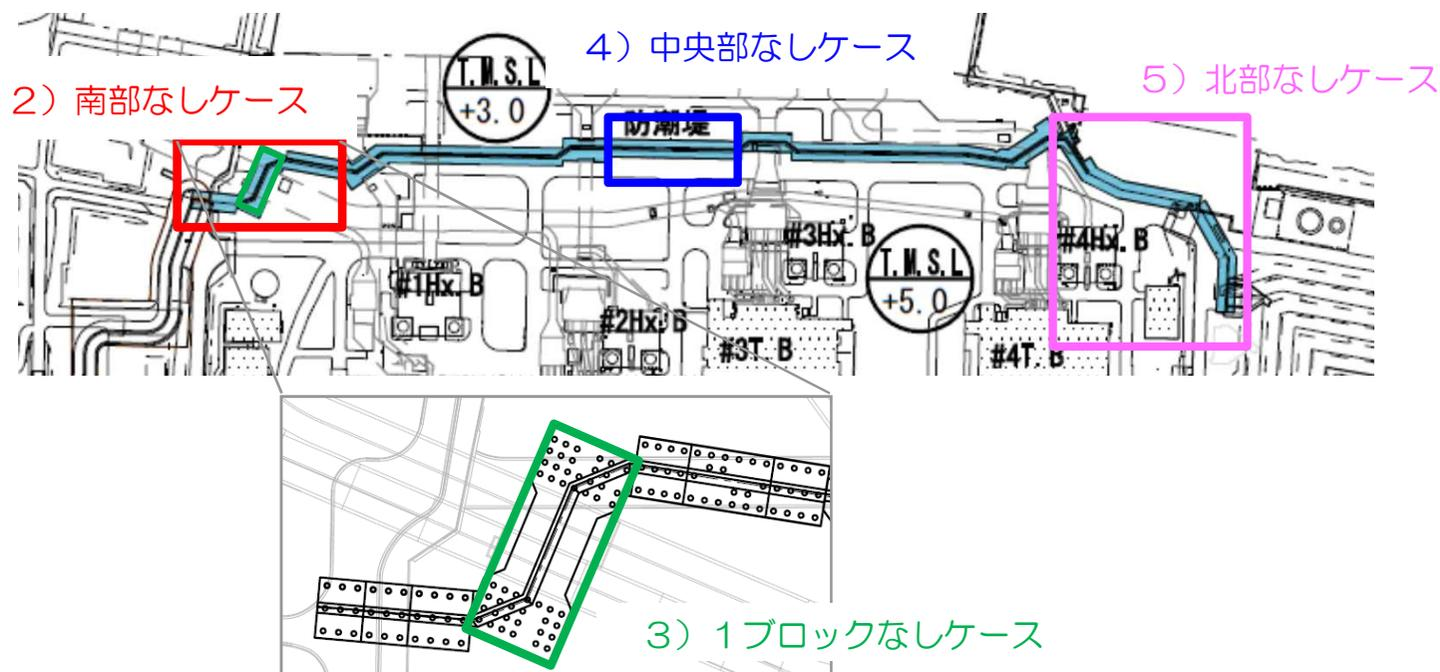 4）中央部なしケース
5）北部なしケース
2）南部なしケース
T.M.S.L
+3.0
防潮堤
#3Hx.B
#4Hx.B
T.M.S.L
+5.0
#1Hx.B
#2Hx.B
#3T.B
#4T.B
3）1ブロックなしケース